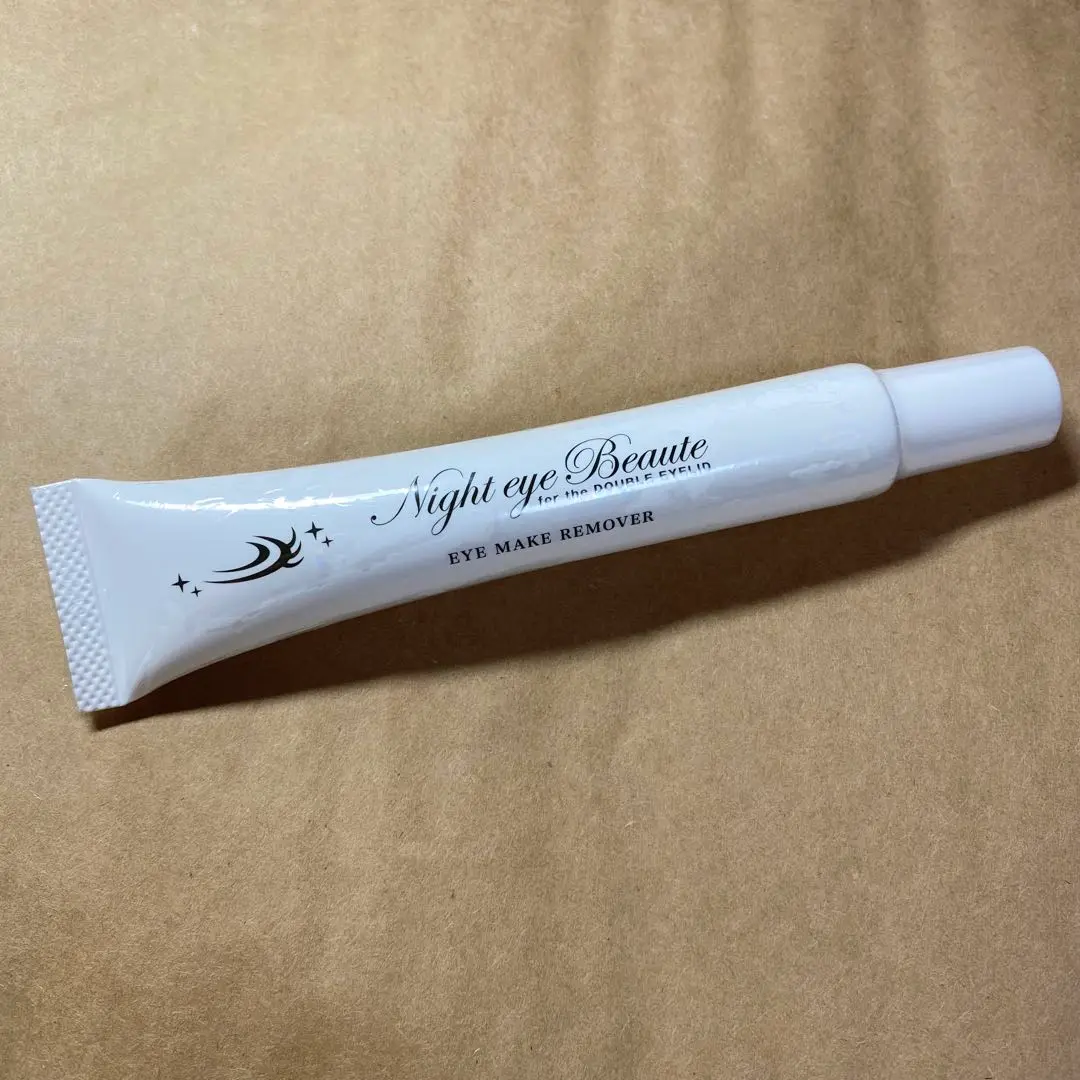 Night eye Beaute
for the DOUBLE EYELID
EYE MAKE REMOVER